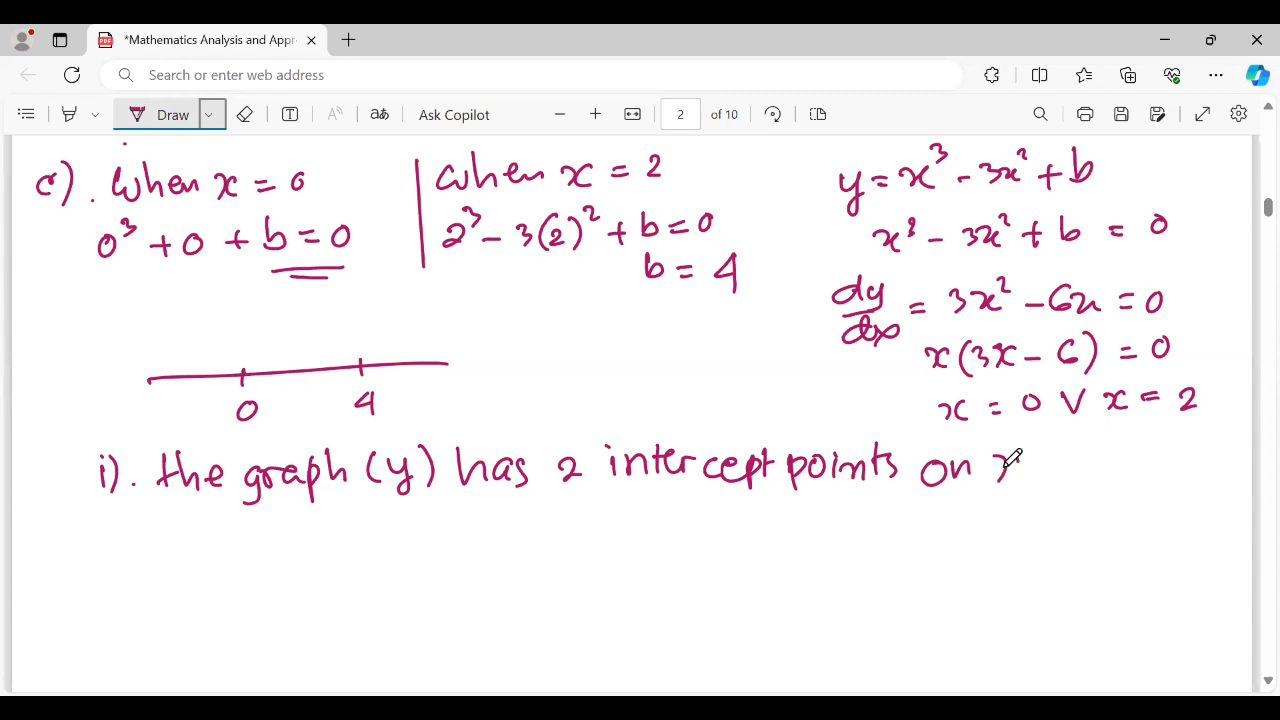 *Mathematics Analysis and Appr
Search or enter web address
Draw
aあ
Ask Copilot
2 of 10
c). When x = 0
0³ + 0 + b = 0
When x = 2
2³ - 3(2)² + b = 0
b = 4
y = x³ - 3x² + b
x³ - 3x² + b = 0
dy/dx = 3x² - 6x = 0
x(3x - 6) = 0
x = 0 V x = 2
0 4
i). the graph (y) has 2 intercept points on